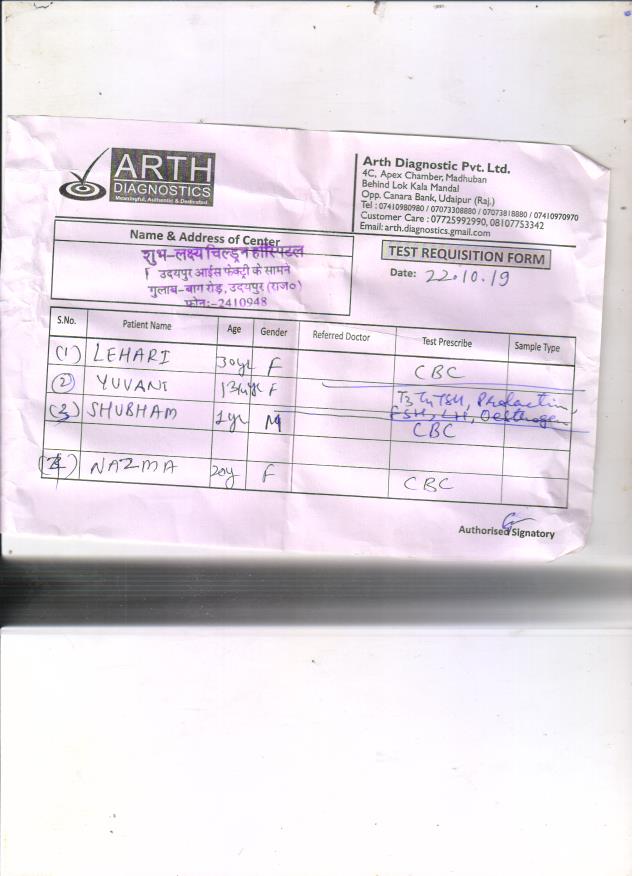 ARTH
DIAGNOSTICS
Meaningful, Authentic & Dedicated.
Arth Diagnostic Pvt. Ltd.
4C, Apex Chamber, Madhuban
Behind Lok Kala Mandal
Opp. Canara Bank, Udaipur (Raj.)
Tel : 07410980980 / 07073308880 / 07073818880 / 07410970970
Customer Care : 07725992990, 08107753342
Email: arth.diagnostics.gmail.com
Name & Address of Center
शुभ-लक्ष्य चिल्ड्रन हॉस्पिटल
उदयपुर आईस फेक्ट्री के सामने
गुलाब-बाग रोड़, उदयपुर (राज०)
फोन:-2410948
TEST REQUISITION FORM
Date: 22.10.19
S.No. Patient Name Age Gender Referred Doctor Test Prescribe Sample Type
(1) LEHARI 30yr F CBC
(2) YUVANI F T3 T4 TSH, Prolactin,
FSH, LH, Oesthrogen
(3) SHUBHAM 1yr M CBC
NAZMA 20y F CBC
Authorised Signatory